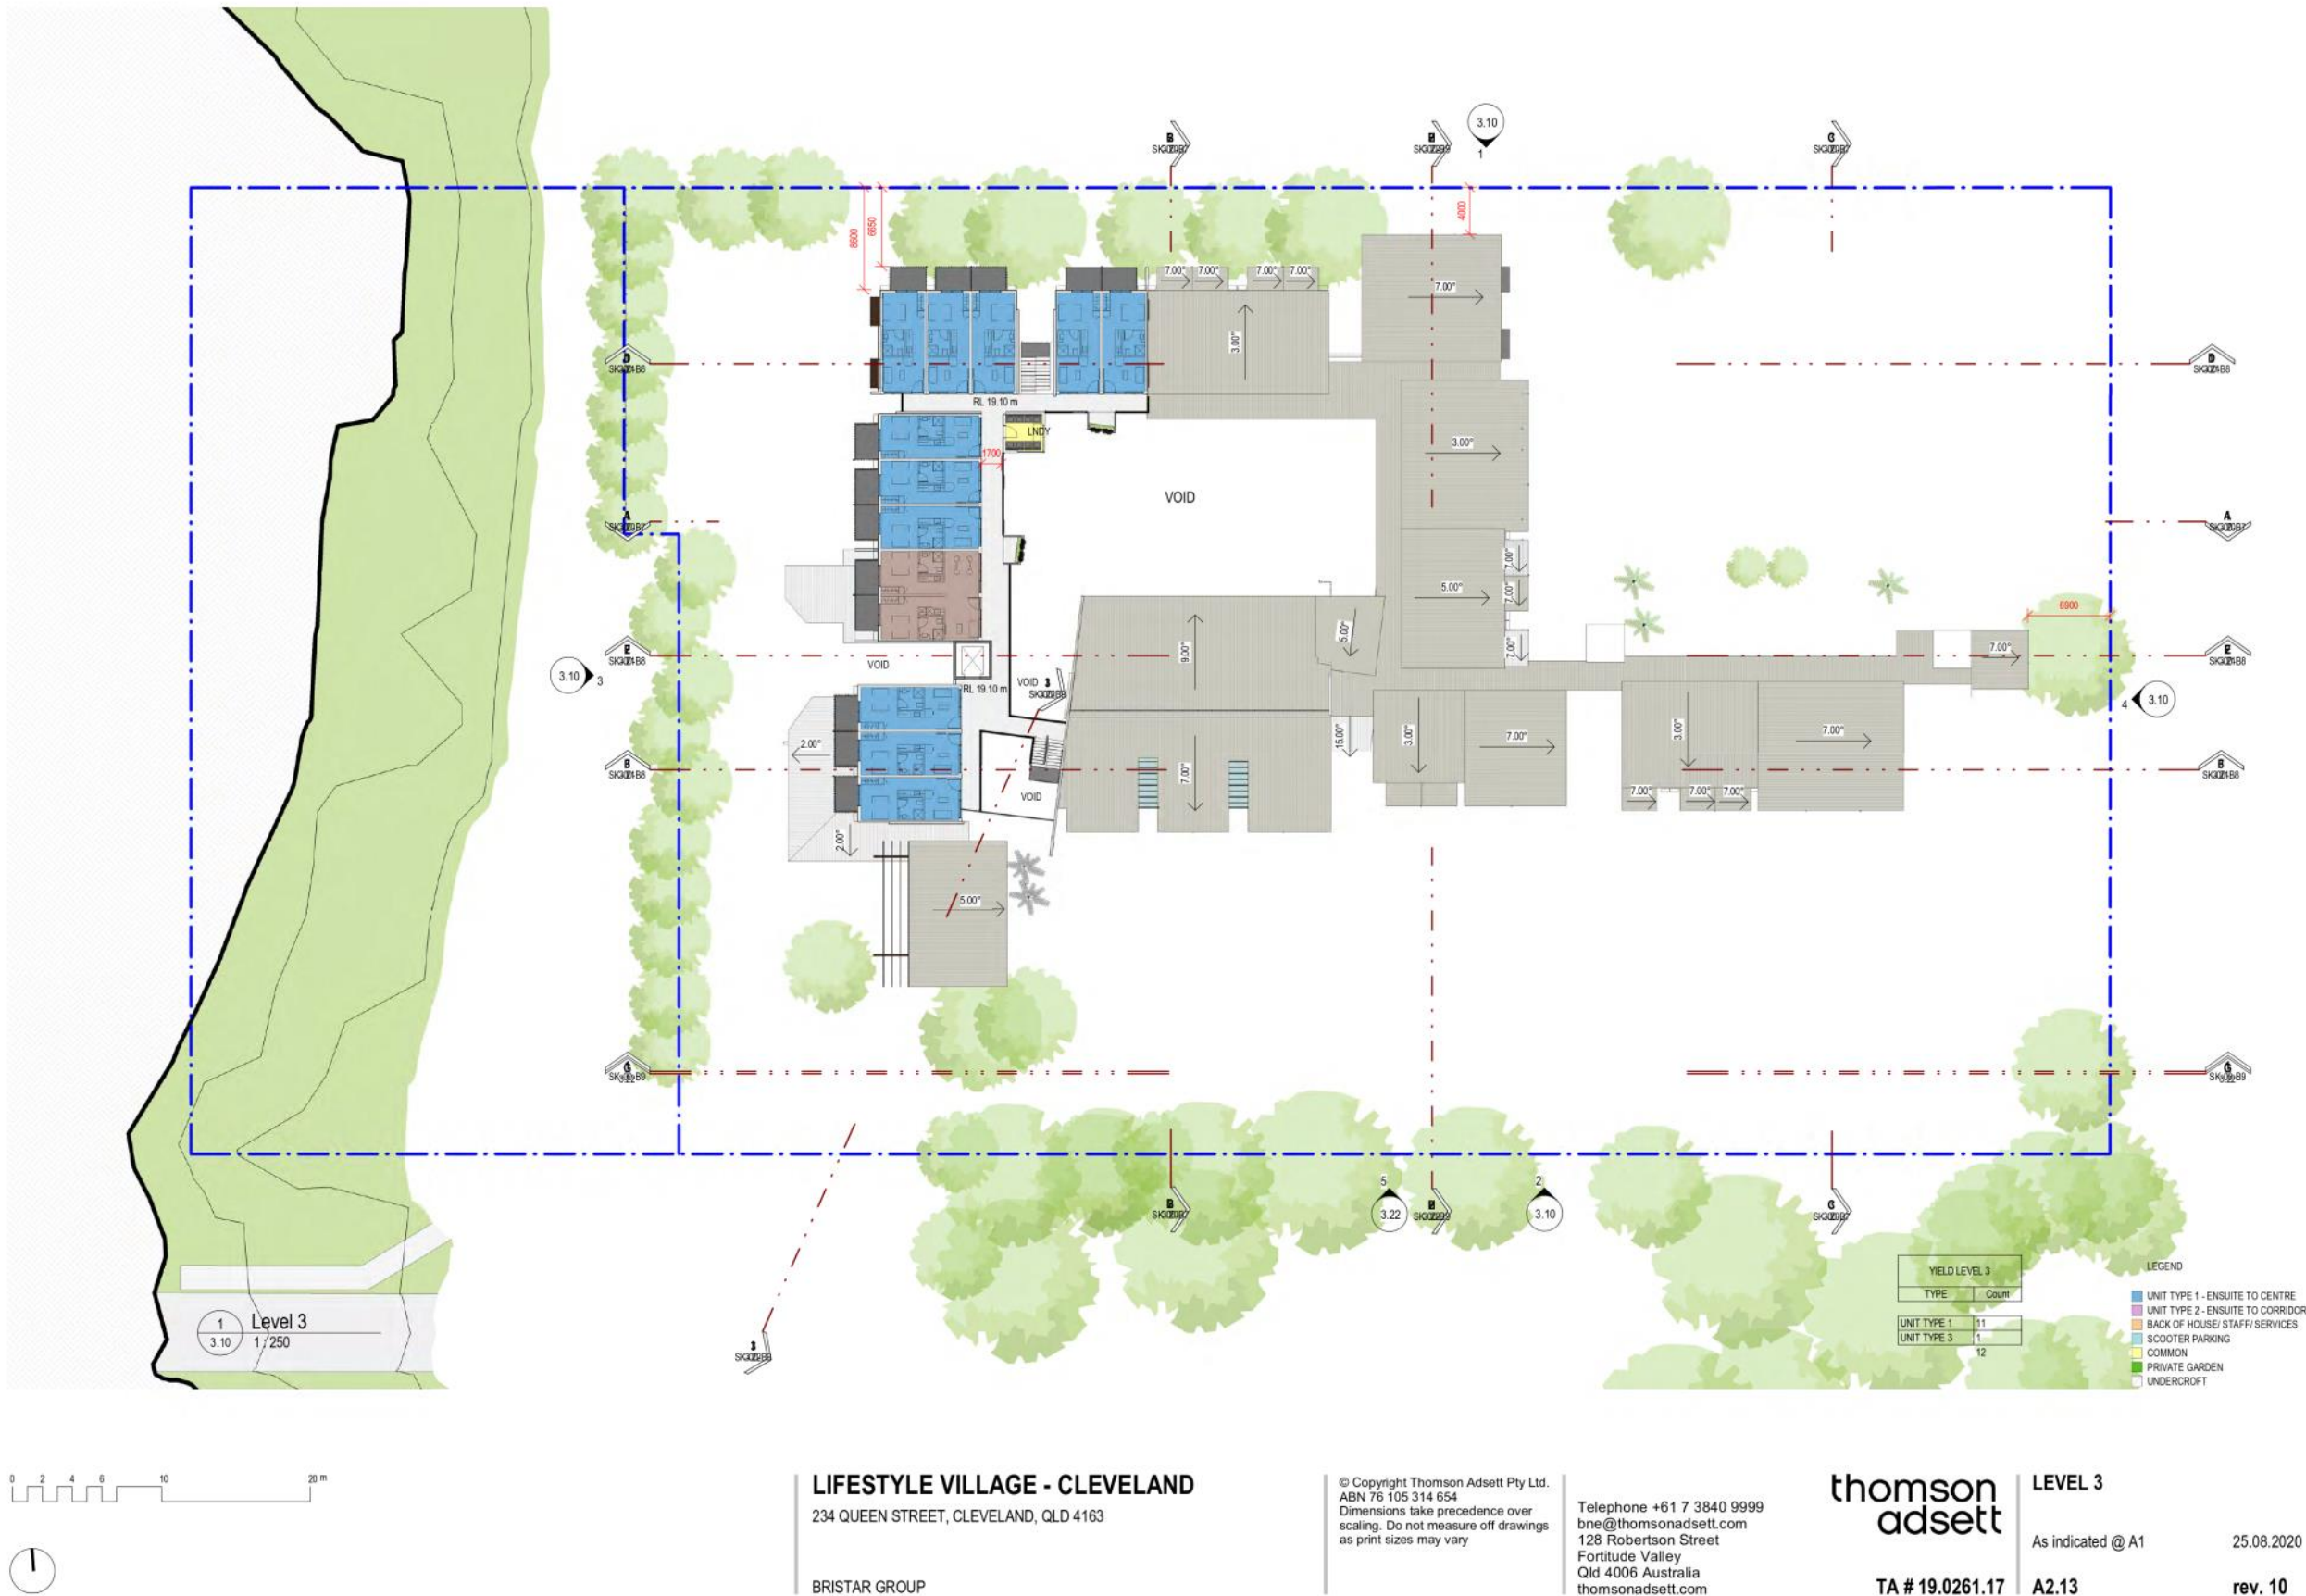 3.10
1
B
C
8600
6650
4000
7.00°
7.00°
7.00°
7.00°
7.00°
3.00°
D
D
RL 19.10 m
LNDY
1700
3.00°
VOID
A
A
5.00°
7.00°
7.00°
7.00°
6900
5.00°
9.00°
7.00°
VOID
3.10
3
RL 19.10 m
VOID
3
3.10
4
2.00°
15.00°
3.00°
7.00°
3.00°
7.00°
B
B
7.00°
VOID
7.00°
7.00°
7.00°
2.00°
5.00°
G
G
5
3.22
2
3.10
B
C
3
YIELD LEVEL 3
TYPE Count
UNIT TYPE 1 11
UNIT TYPE 3 1
12
LEGEND
UNIT TYPE 1 - ENSUITE TO CENTRE
UNIT TYPE 2 - ENSUITE TO CORRIDOR
BACK OF HOUSE/ STAFF/ SERVICES
SCOOTER PARKING
COMMON
PRIVATE GARDEN
UNDERCROFT
1
3.10
Level 3
1 : 250
0 2 4 6 10 20 m
LIFESTYLE VILLAGE - CLEVELAND
234 QUEEN STREET, CLEVELAND, QLD 4163
BRISTAR GROUP
© Copyright Thomson Adsett Pty Ltd.
ABN 76 105 314 654
Dimensions take precedence over
scaling. Do not measure off drawings
as print sizes may vary
Telephone +61 7 3840 9999
bne@thomsonadsett.com
128 Robertson Street
Fortitude Valley
Qld 4006 Australia
thomsonadsett.com
thomson
adsett
TA # 19.0261.17
LEVEL 3
As indicated @ A1 25.08.2020
A2.13 rev. 10